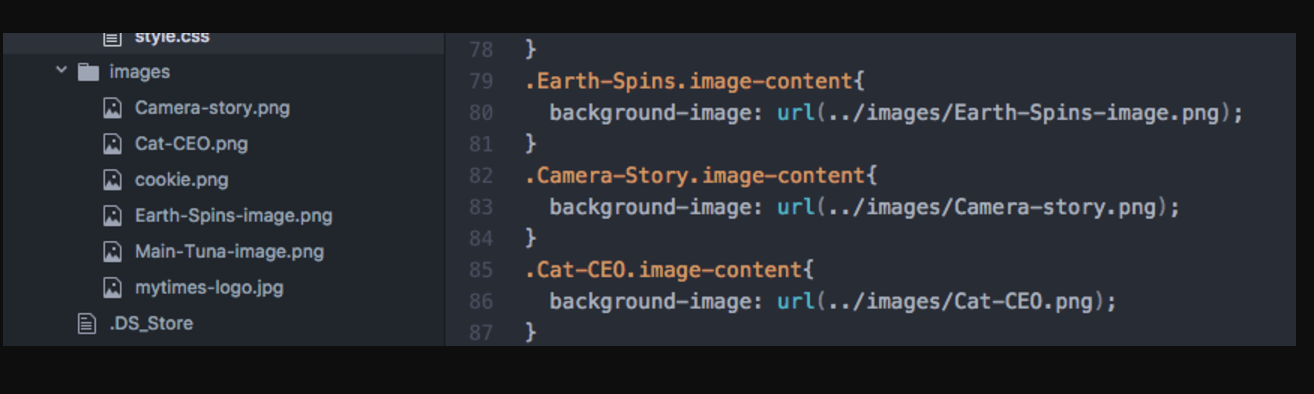 style.css
images
Camera-story.png
Cat-CEO.png
cookie.png
Earth-Spins-image.png
Main-Tuna-image.png
mytimes-logo.jpg
.DS_Store
78 }
79 .Earth-Spins.image-content{
80 background-image: url(../images/Earth-Spins-image.png);
81 }
82 .Camera-Story.image-content{
83 background-image: url(../images/Camera-story.png);
84 }
85 .Cat-CEO.image-content{
86 background-image: url(../images/Cat-CEO.png);
87 }